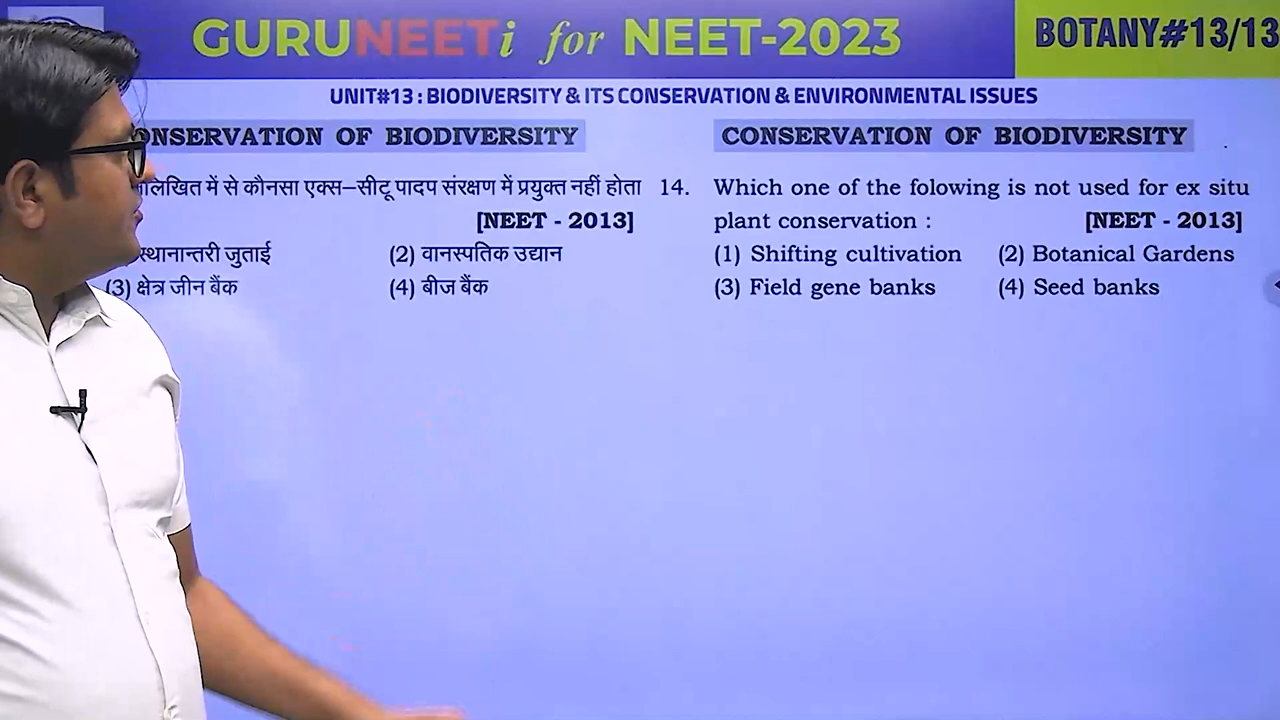 GURUNEETi for NEET-2023
BOTANY#13/13
UNIT#13 : BIODIVERSITY & ITS CONSERVATION & ENVIRONMENTAL ISSUES
ONSERVATION OF BIODIVERSITY
में से कौनसा एक्स–सीटू पादप संरक्षण में प्रयुक्त नहीं होता
[NEET - 2013]
स्थानान्तरी जुताई (2) वानस्पतिक उद्यान
(3) क्षेत्र जीन बैंक (4) बीज बैंक
CONSERVATION OF BIODIVERSITY
14. Which one of the folowing is not used for ex situ
plant conservation : [NEET - 2013]
(1) Shifting cultivation (2) Botanical Gardens
(3) Field gene banks (4) Seed banks